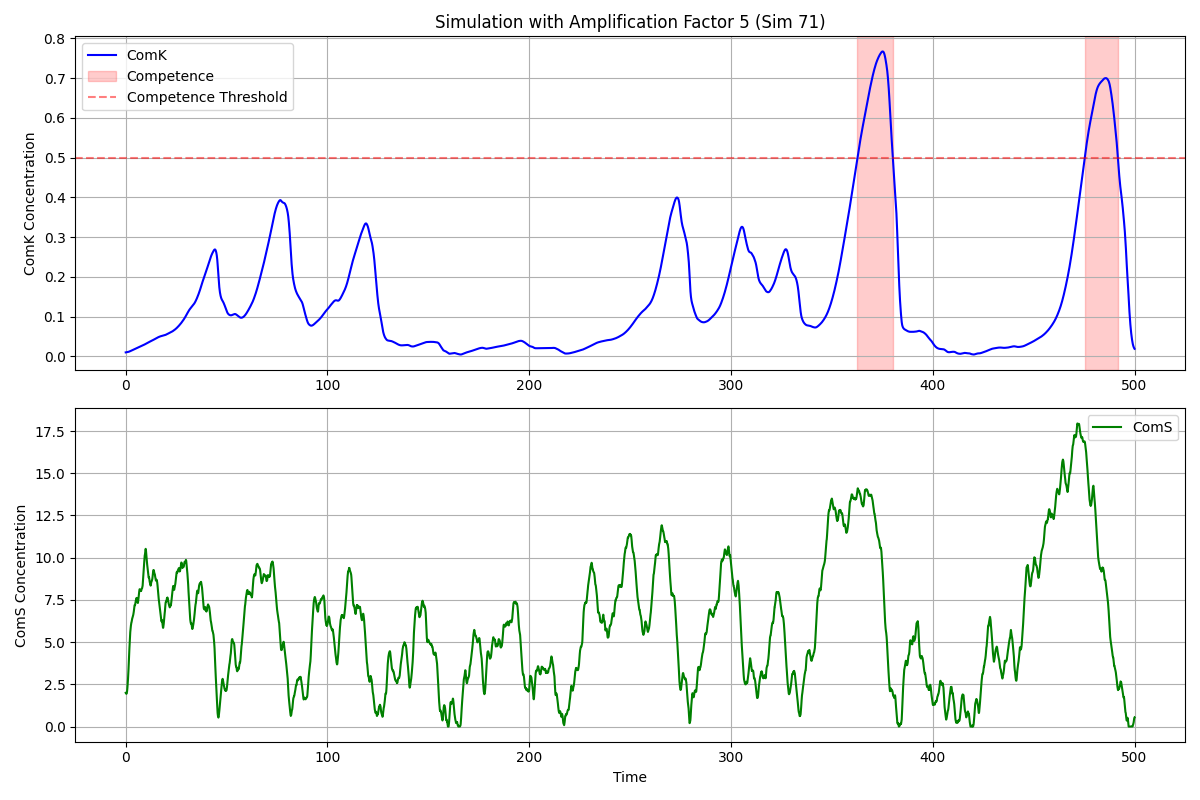 Simulation with Amplification Factor 5 (Sim 71)
ComK
Competence
Competence Threshold
ComK Concentration
0.8
0.7
0.6
0.5
0.4
0.3
0.2
0.1
0.0
0 100 200 300 400 500
ComS
ComS Concentration
17.5
15.0
12.5
10.0
7.5
5.0
2.5
0.0
0 100 200 300 400 500
Time